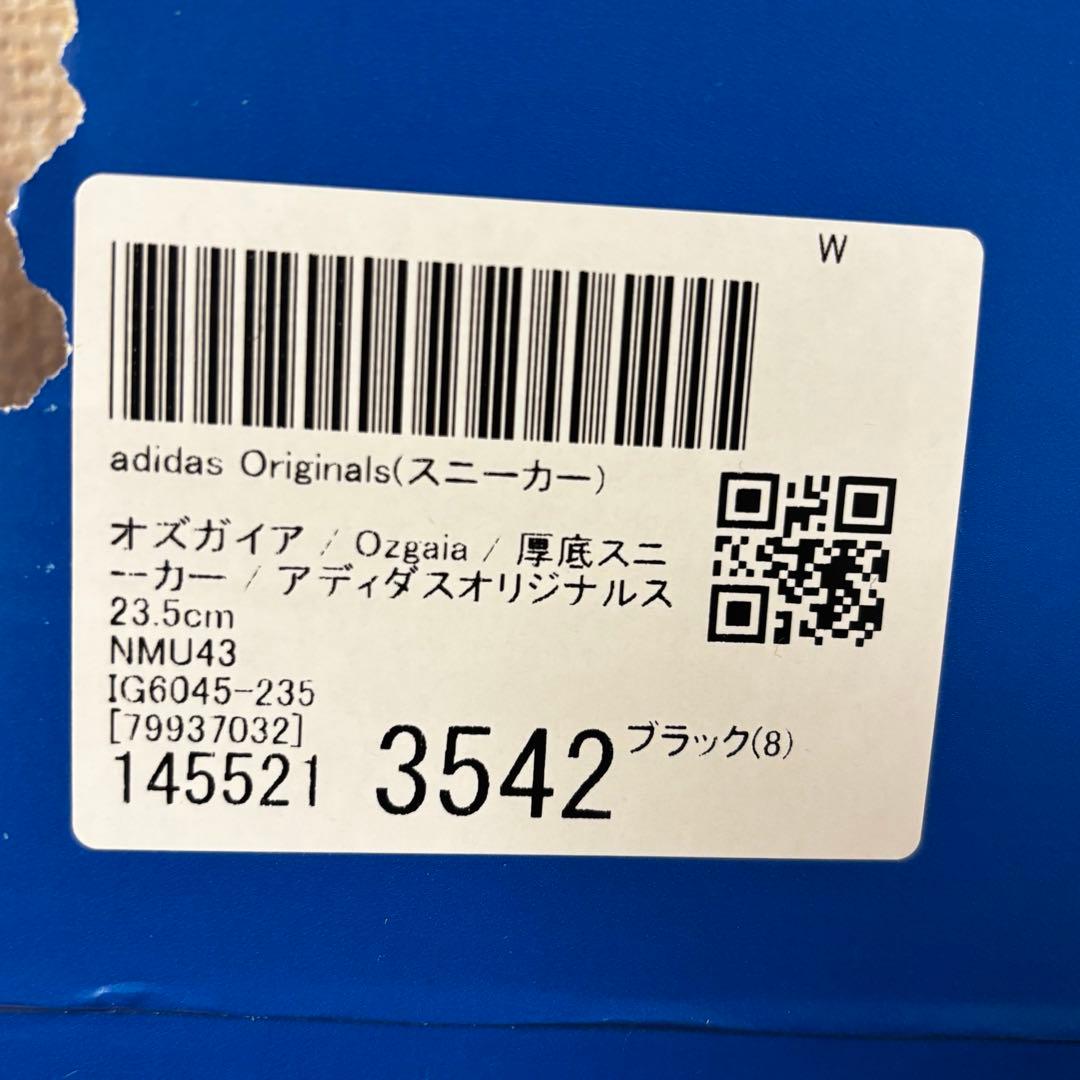 W
adidas Originals(スニーカー)
オズガイア / Ozgaia / 厚底スニ
ーカー / アディダスオリジナルス
23.5cm
NMU43
IG6045-235
[79937032]
145521 3542 ブラック(8)